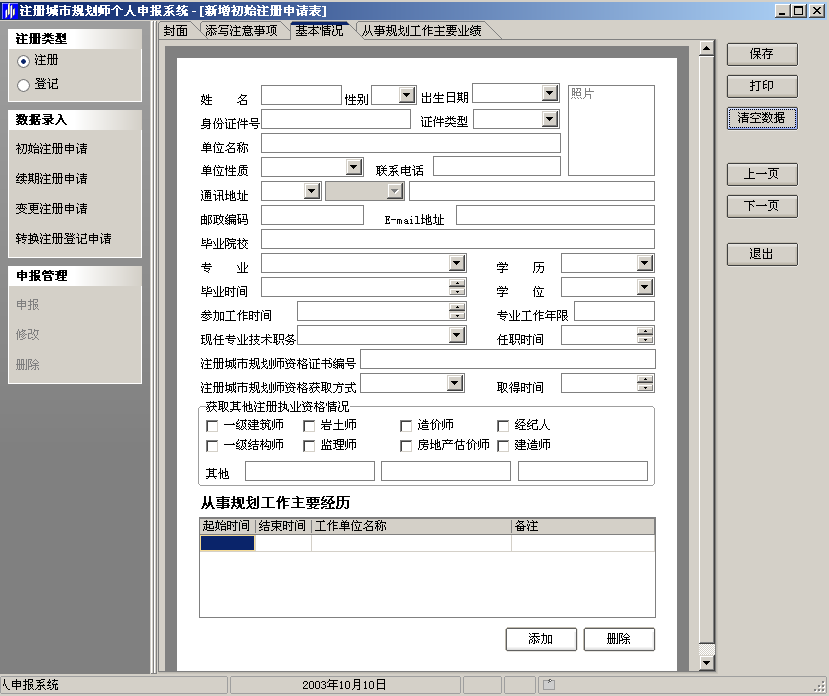 注册城市规划师个人申报系统 - [新增初始注册申请表]
注册类型
注册
登记
数据录入
初始注册申请
续期注册申请
变更注册申请
转换注册登记申请
申报管理
申报
修改
删除
封面 添写注意事项 基本情况 从事规划工作主要业绩
姓 名 性别 出生日期 照片
身份证件号 证件类型
单位名称
单位性质 联系电话
通讯地址
邮政编码 E-mail地址
毕业院校
专 业 学 历
毕业时间 学 位
参加工作时间 专业工作年限
现任专业技术职务 任职时间
注册城市规划师资格证书编号
注册城市规划师资格获取方式 取得时间
获取其他注册执业资格情况
一级建筑师 岩土师 造价师 经纪人
一级结构师 监理师 房地产估价师 建造师
其他
从事规划工作主要经历
起始时间 结束时间 工作单位名称 备注
添加 删除
保存
打印
清空数据
上一页
下一页
退出
人申报系统 2003年10月10日